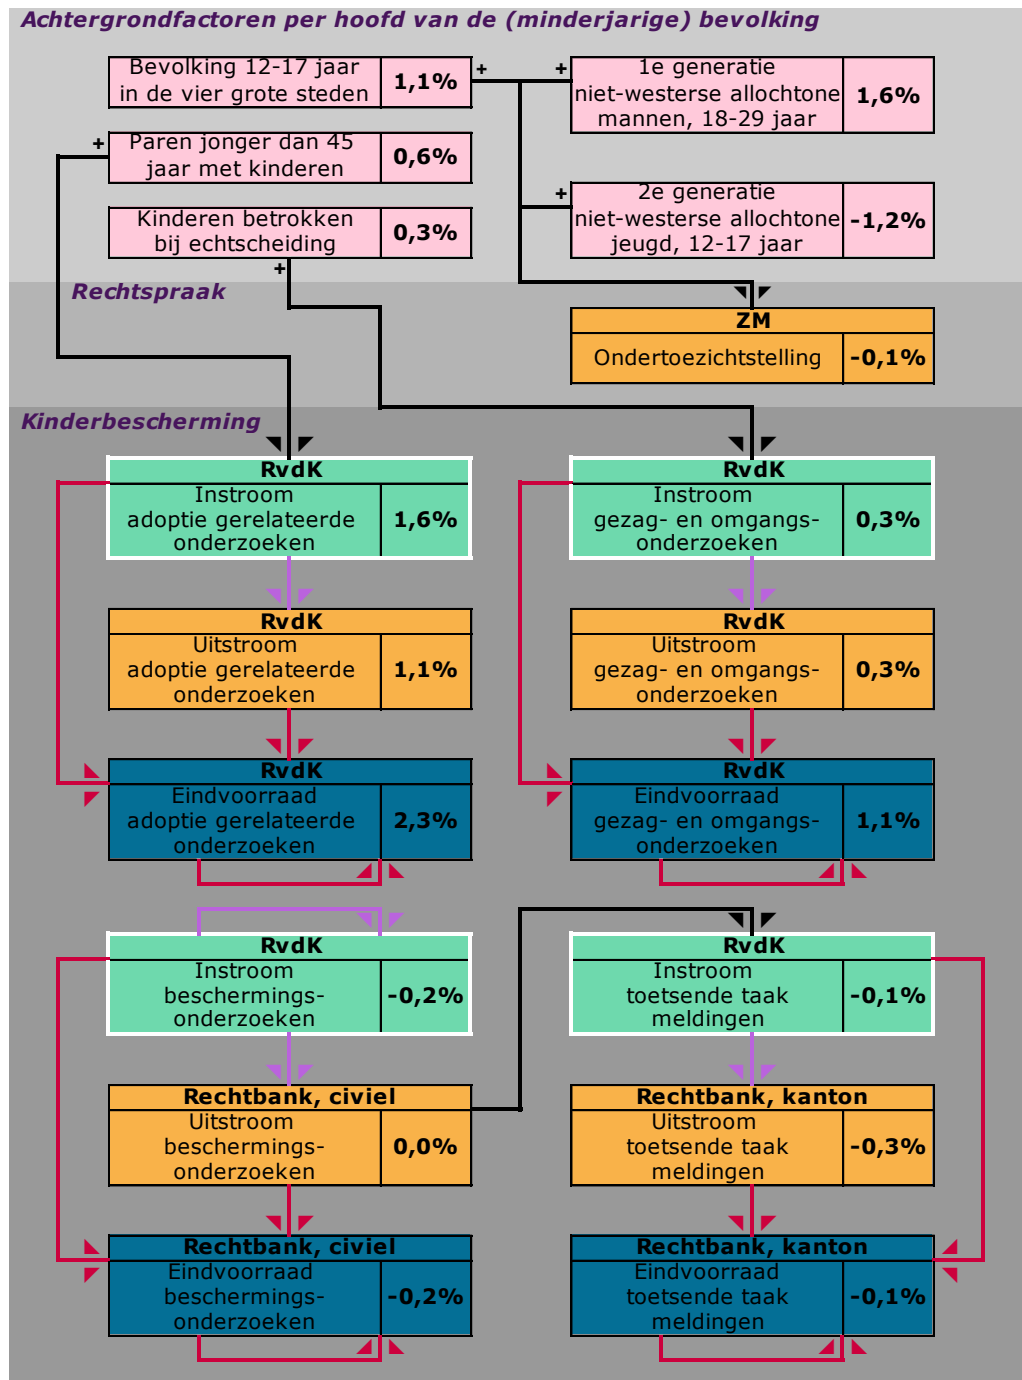 Achtergrondfactoren per hoofd van de (minderjarige) bevolking
Bevolking 12-17 jaar
in de vier grote steden
1,1%
+
+
1e generatie
niet-westerse allochtone
mannen, 18-29 jaar
1,6%
+
Paren jonger dan 45
jaar met kinderen
0,6%
+
2e generatie
niet-westerse allochtone
jeugd, 12-17 jaar
-1,2%
Kinderen betrokken
bij echtscheiding
0,3%
+
Rechtspraak
ZM
Ondertoezichtstelling
-0,1%
Kinderbescherming
RvdK
Instroom
adoptie gerelateerde
onderzoeken
1,6%
RvdK
Instroom
gezag- en omgangs-
onderzoeken
0,3%
RvdK
Uitstroom
adoptie gerelateerde
onderzoeken
1,1%
RvdK
Uitstroom
gezag- en omgangs-
onderzoeken
0,3%
RvdK
Eindvoorraad
adoptie gerelateerde
onderzoeken
2,3%
RvdK
Eindvoorraad
gezag- en omgangs-
onderzoeken
1,1%
RvdK
Instroom
beschermings-
onderzoeken
-0,2%
RvdK
Instroom
toetsende taak
meldingen
-0,1%
Rechtbank, civiel
Uitstroom
beschermings-
onderzoeken
0,0%
Rechtbank, kanton
Uitstroom
toetsende taak
meldingen
-0,3%
Rechtbank, civiel
Eindvoorraad
beschermings-
onderzoeken
-0,2%
Rechtbank, kanton
Eindvoorraad
toetsende taak
meldingen
-0,1%